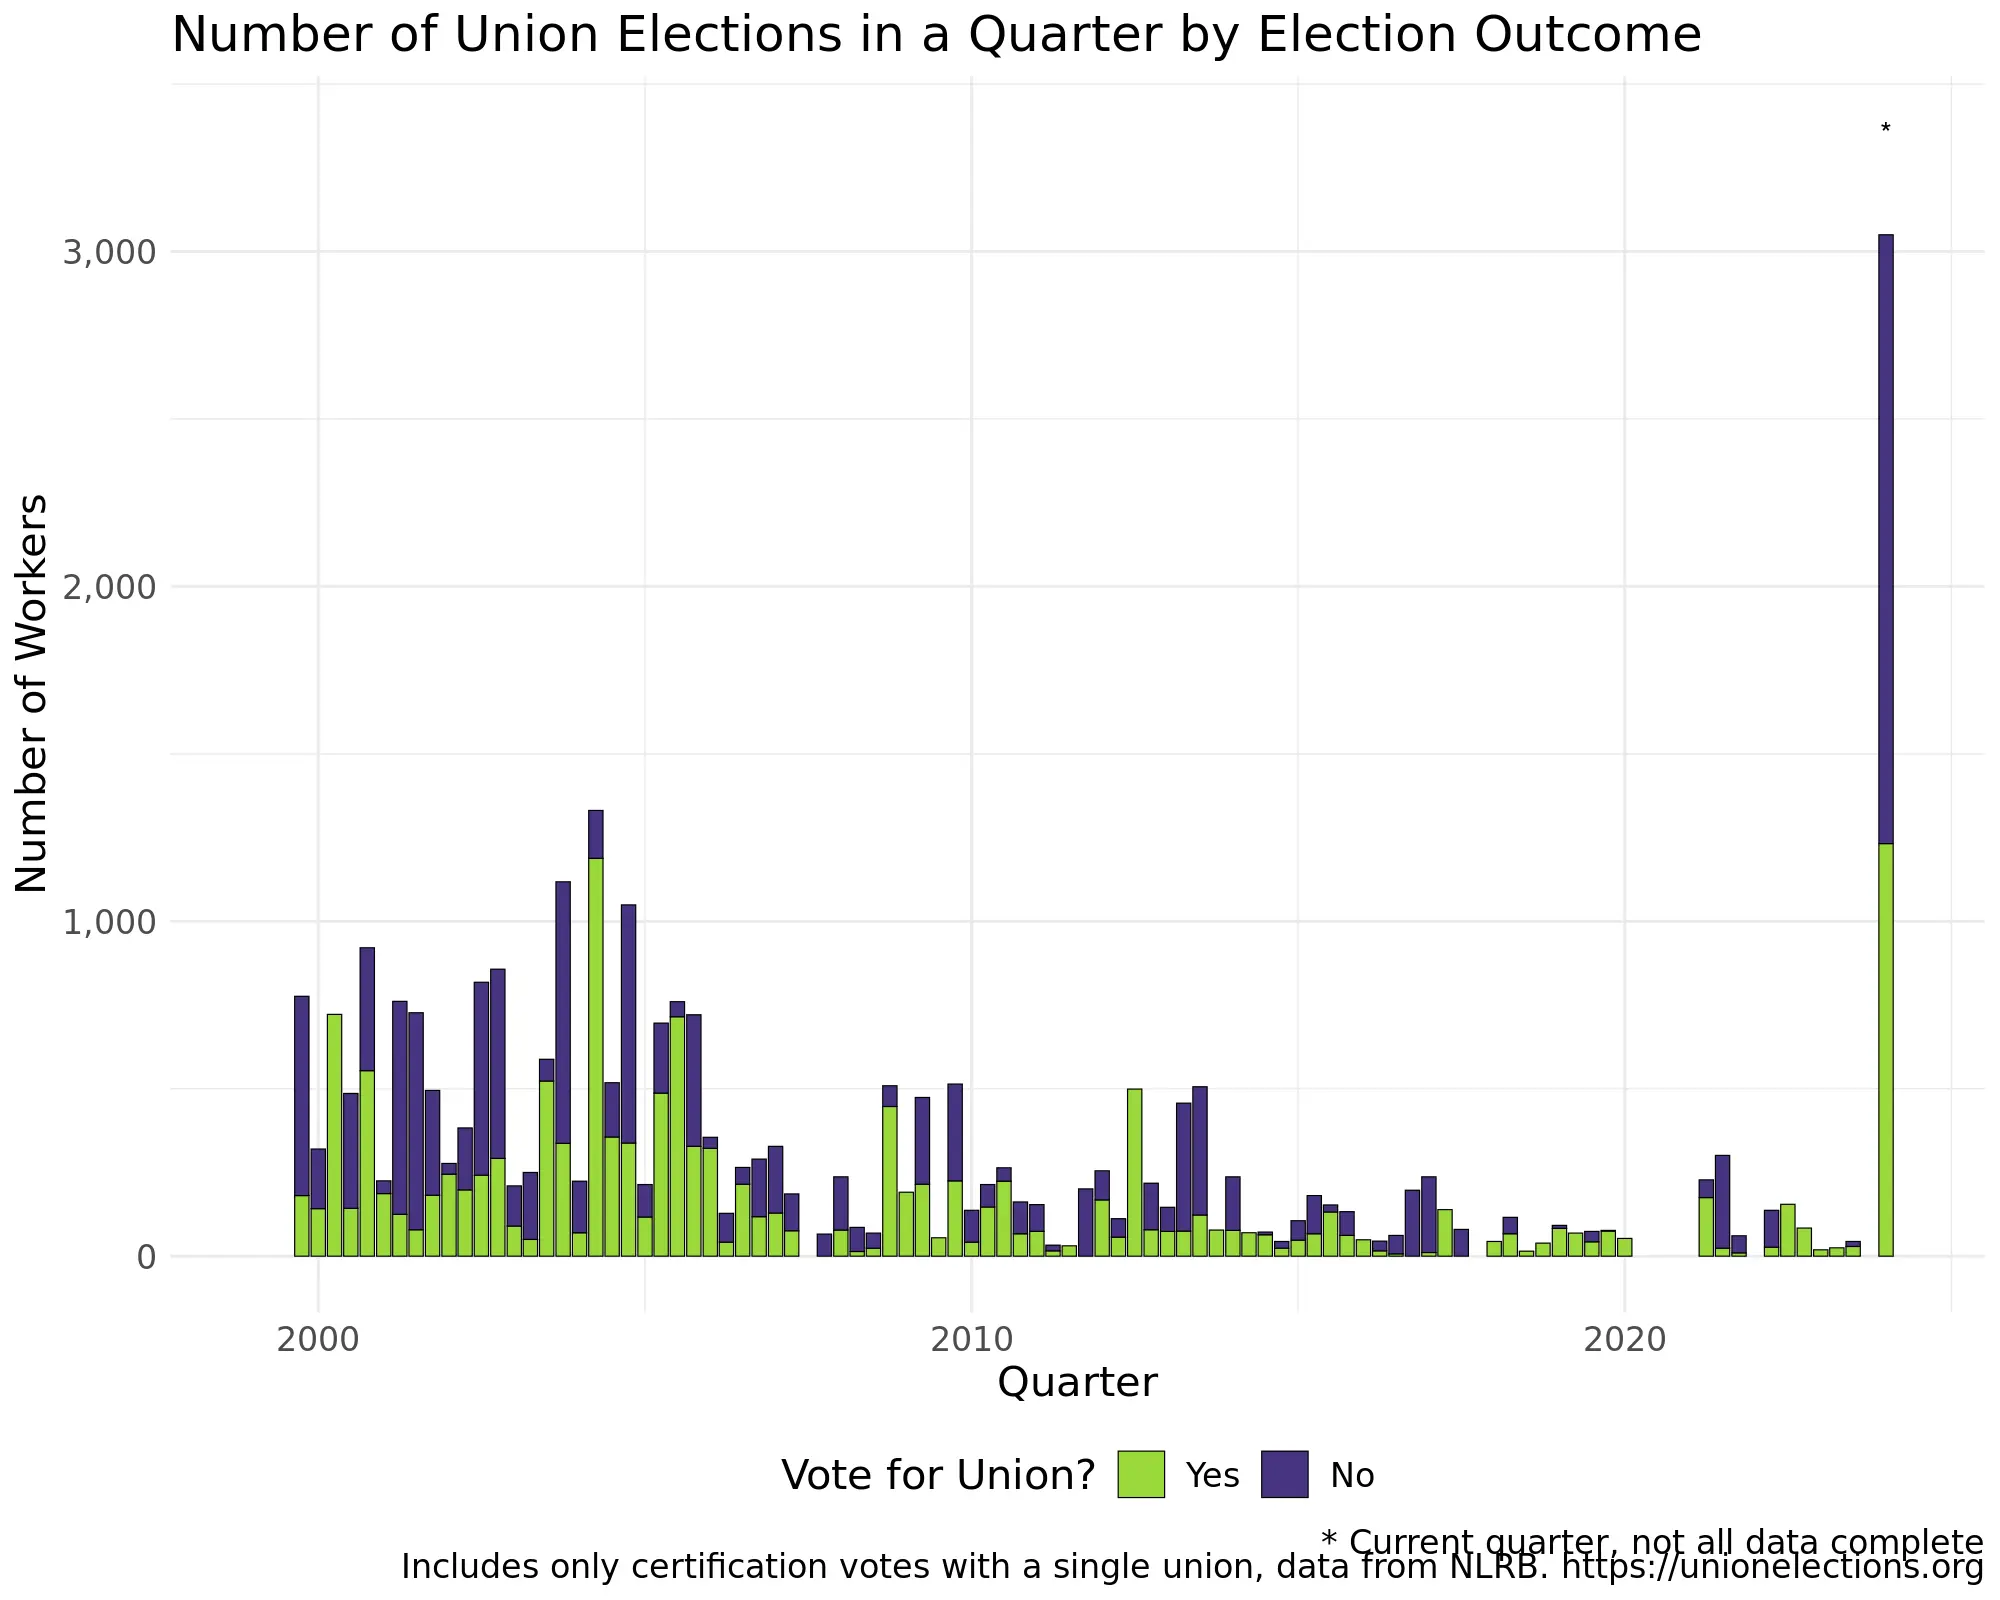 Number of Union Elections in a Quarter by Election Outcome
*
3,000
2,000
1,000
0
Number of Workers
2000 2010 2020
Quarter
Vote for Union? Yes No
* Current quarter, not all data complete
Includes only certification votes with a single union, data from NLRB. https://unionelections.org